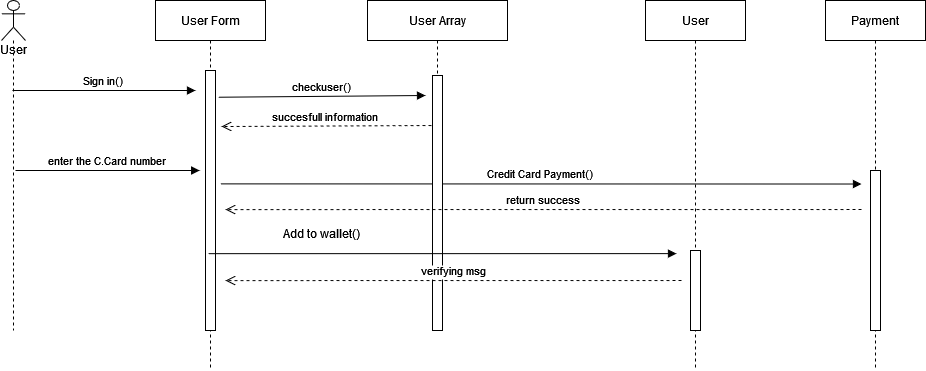 User Form
User Array
User
Payment
User
Sign in()
checkuser()
succesfull information
enter the C.Card number
Credit Card Payment()
return success
Add to wallet()
verifying msg